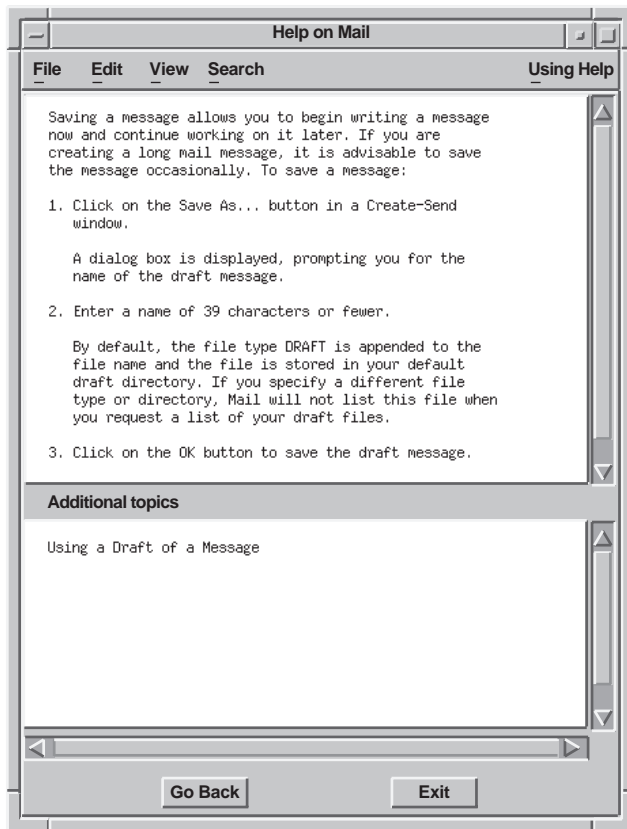 Help on Mail
File Edit View Search Using Help
Saving a message allows you to begin writing a message
now and continue working on it later. If you are
creating a long mail message, it is advisable to save
the message occasionally. To save a message:
1. Click on the Save As... button in a Create-Send
window.
A dialog box is displayed, prompting you for the
name of the draft message.
2. Enter a name of 39 characters or fewer.
By default, the file type DRAFT is appended to the
file name and the file is stored in your default
draft directory. If you specify a different file
type or directory, Mail will not list this file when
you request a list of your draft files.
3. Click on the OK button to save the draft message.
Additional topics
Using a Draft of a Message
Go Back Exit